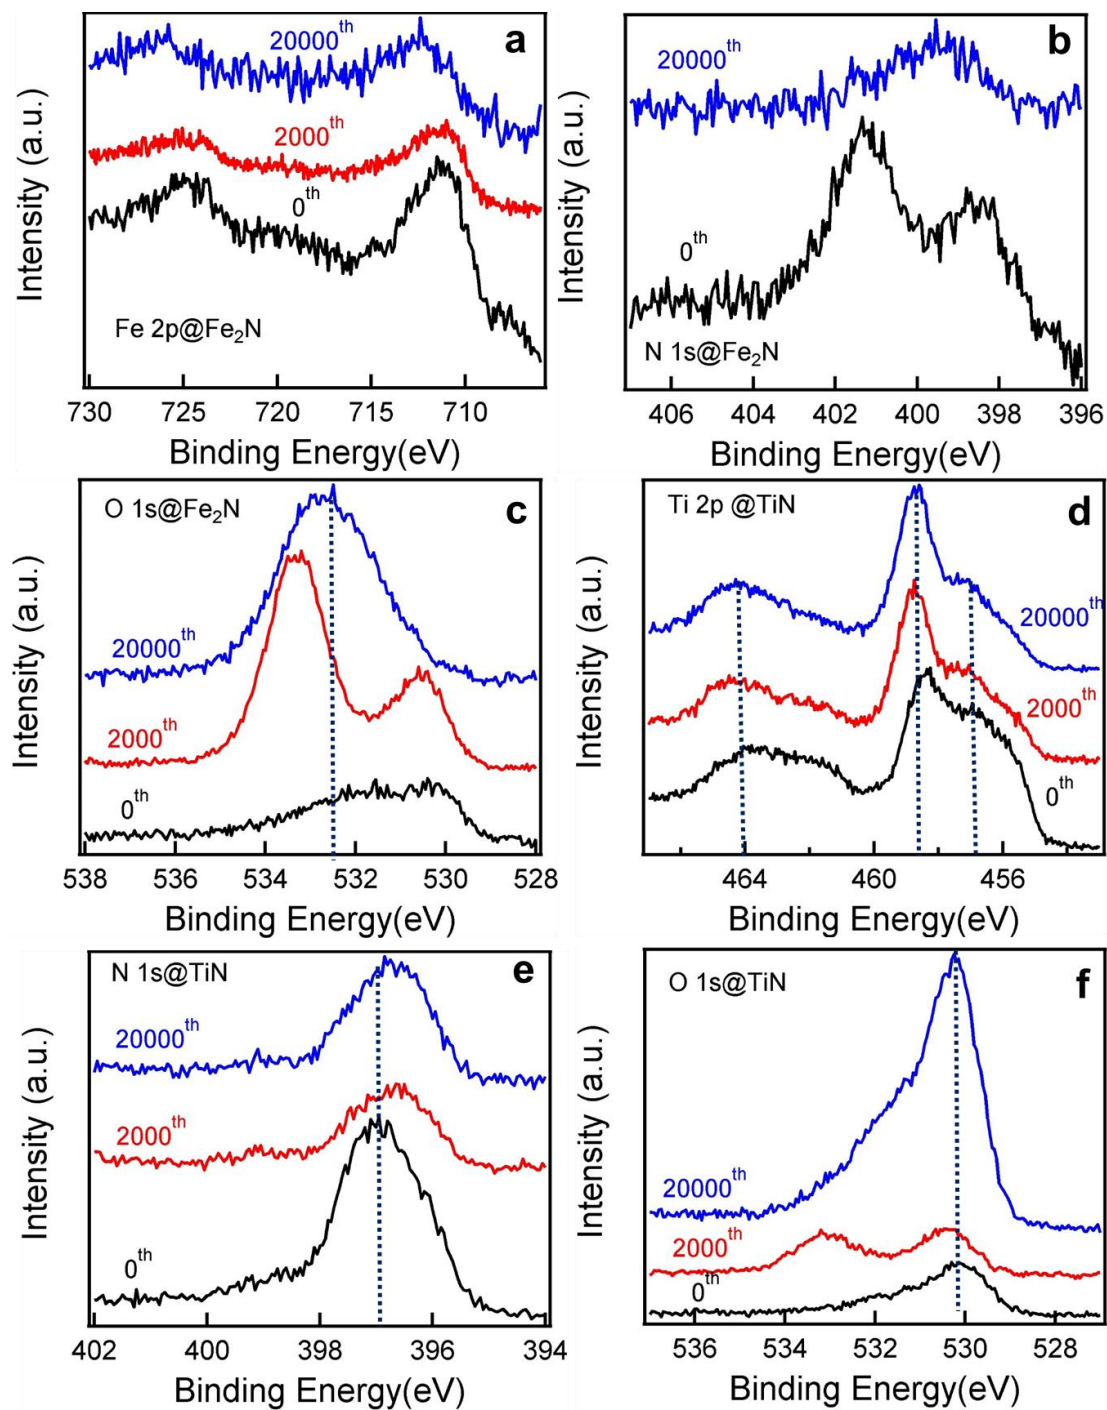 a
20000th
2000th
0th
Fe 2p@Fe2N
Intensity (a.u.)
730 725 720 715 710
Binding Energy(eV)
b
20000th
0th
N 1s@Fe2N
Intensity (a.u.)
406 404 402 400 398 396
Binding Energy(eV)
O 1s@Fe2N
c
20000th
2000th
0th
Intensity (a.u.)
538 536 534 532 530 528
Binding Energy(eV)
Ti 2p @TiN
d
20000th
2000th
0th
Intensity (a.u.)
464 460 456
Binding Energy(eV)
N 1s@TiN
e
20000th
2000th
0th
Intensity (a.u.)
402 400 398 396 394
Binding Energy(eV)
O 1s@TiN
f
20000th
2000th
0th
Intensity (a.u.)
536 534 532 530 528
Binding Energy(eV)